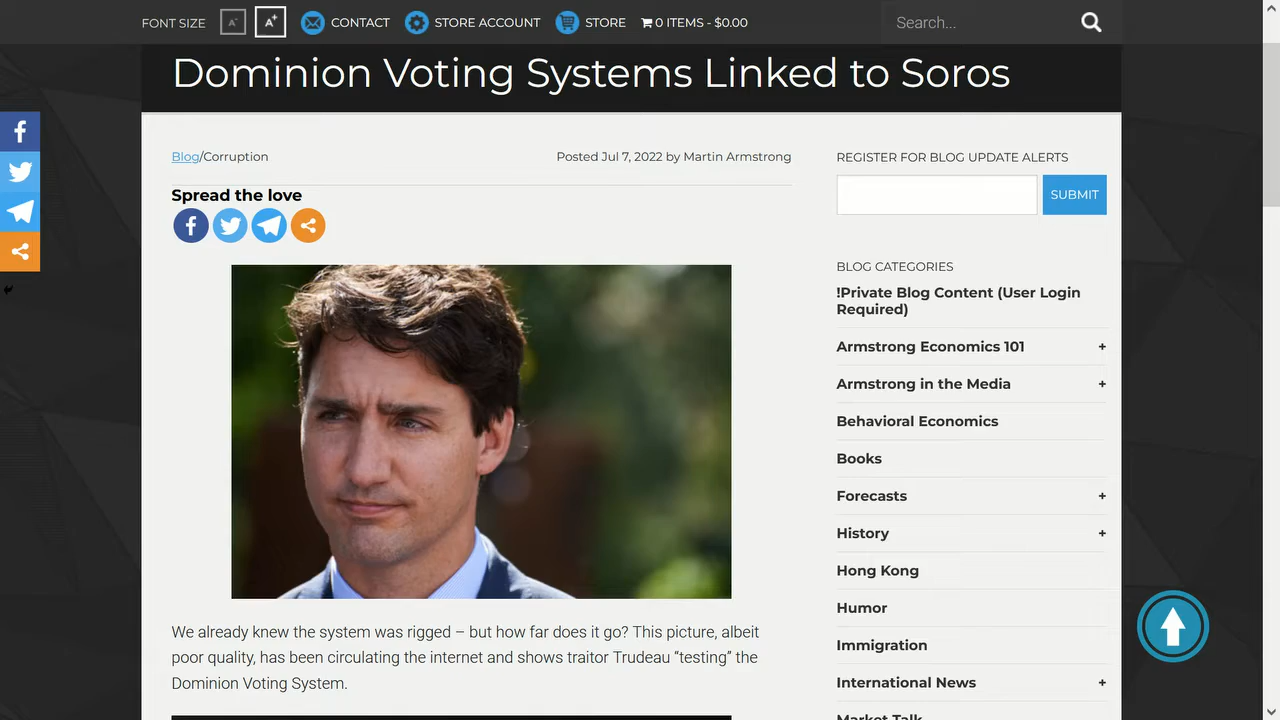 FONT SIZE A- A+ CONTACT STORE ACCOUNT STORE 0 ITEMS - $0.00 Search...
Dominion Voting Systems Linked to Soros
Blog/Corruption Posted Jul 7, 2022 by Martin Armstrong
Spread the love
We already knew the system was rigged – but how far does it go? This picture, albeit
poor quality, has been circulating the internet and shows traitor Trudeau “testing” the
Dominion Voting System.
REGISTER FOR BLOG UPDATE ALERTS
SUBMIT
BLOG CATEGORIES
!Private Blog Content (User Login
Required)
Armstrong Economics 101 +
Armstrong in the Media +
Behavioral Economics
Books
Forecasts +
History +
Hong Kong
Humor
Immigration
International News +
Market Talk